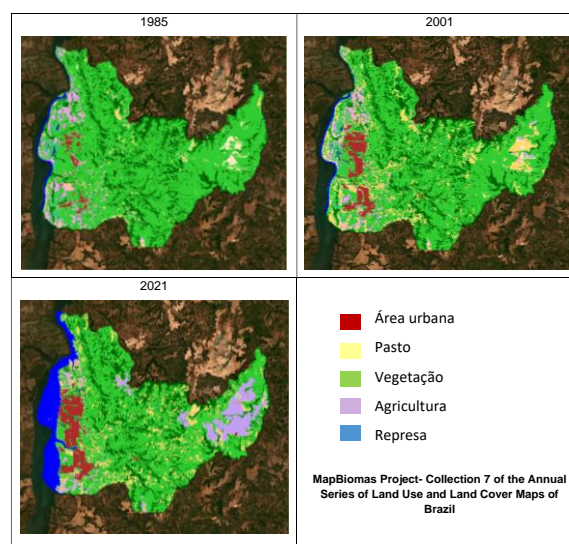 1985
2001
2021
Área urbana
Pasto
Vegetação
Agricultura
Represa
MapBiomas Project- Collection 7 of the Annual
Series of Land Use and Land Cover Maps of
Brazil